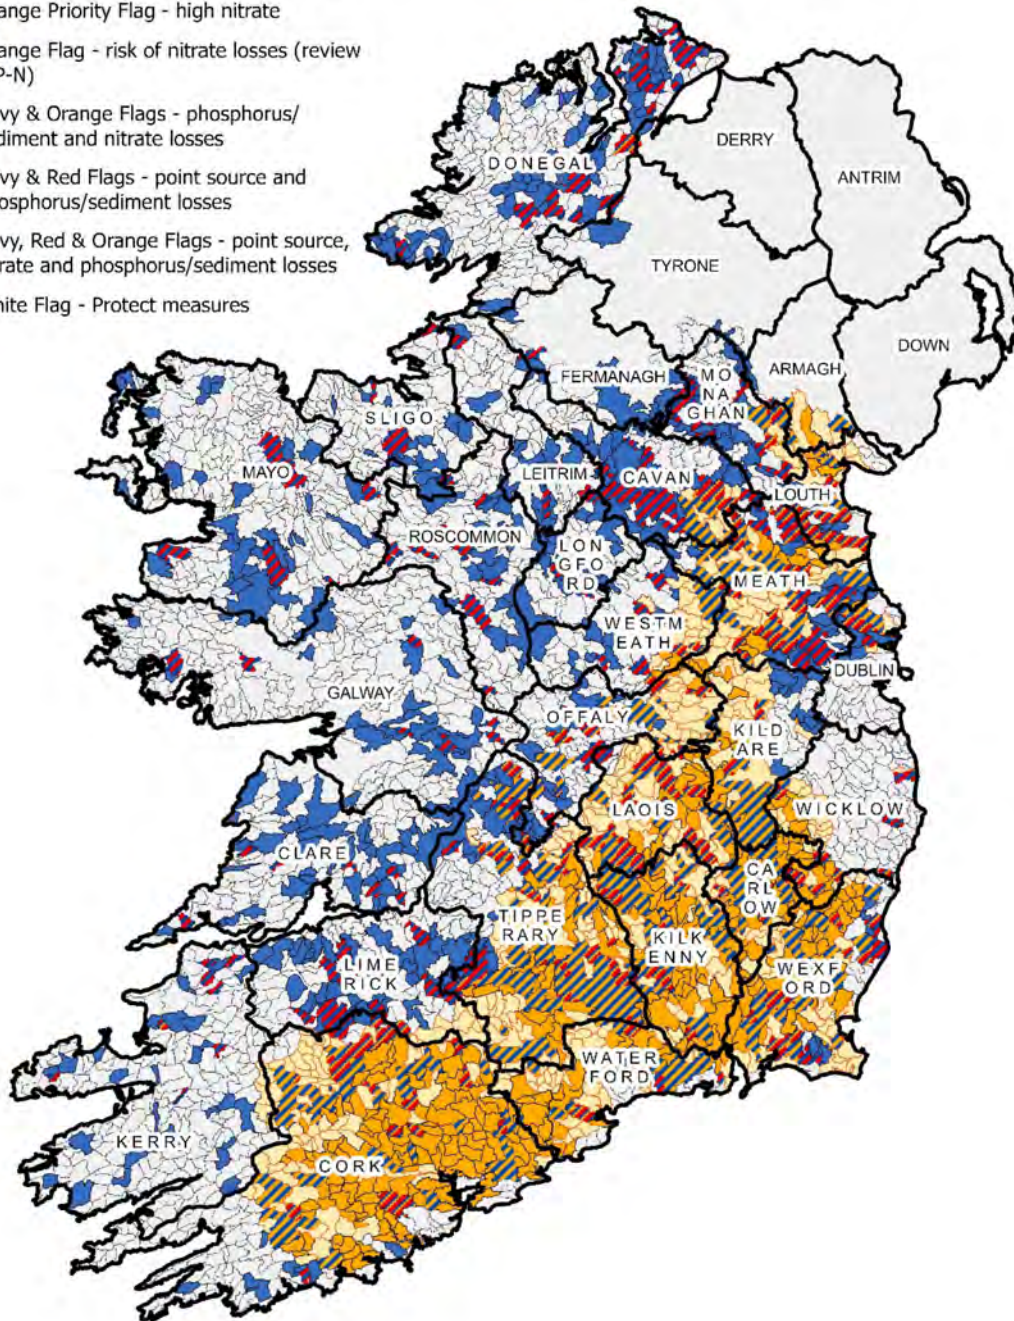 ange Priority Flag - high nitrate
ange Flag - risk of nitrate losses (review
P-N)
vy & Orange Flags - phosphorus/
diment and nitrate losses
vy & Red Flags - point source and
osphorus/sediment losses
vy, Red & Orange Flags - point source,
rate and phosphorus/sediment losses
ite Flag - Protect measures
DERRY
DONEGAL
ANTRIM
TYRONE
DOWN
FERMANAGH
MO
NA
GHAN
ARMAGH
SLIGO
MAYO
LEITRIM
CAVAN
LOUTH
ROSCOMMON
LON
GFO
RD
MEATH
WESTM
EATH
DUBLIN
GALWAY
OFFALY
KILD
ARE
LAOIS
WICKLOW
CLARE
CA
RL
OW
TIPPE
RARY
KILK
ENNY
LIME
RICK
WEXF
ORD
WATER
FORD
KERRY
CORK